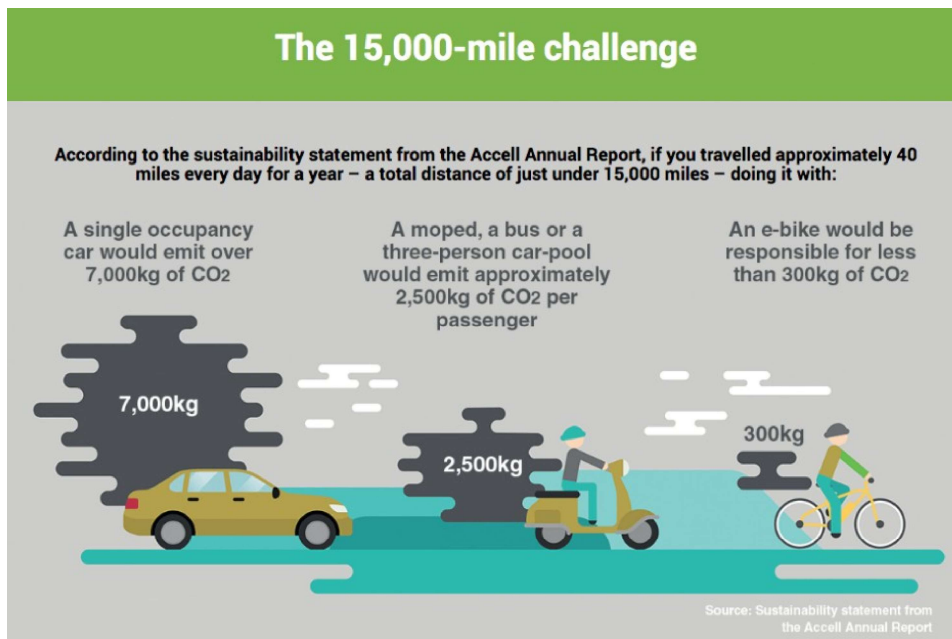 The 15,000-mile challenge
According to the sustainability statement from the Accell Annual Report, if you travelled approximately 40
miles every day for a year – a total distance of just under 15,000 miles – doing it with:
A single occupancy
car would emit over
7,000kg of CO2
A moped, a bus or a
three-person car-pool
would emit approximately
2,500kg of CO2 per
passenger
An e-bike would be
responsible for less
than 300kg of CO2
7,000kg
2,500kg
300kg
Source: Sustainability statement from
the Accell Annual Report